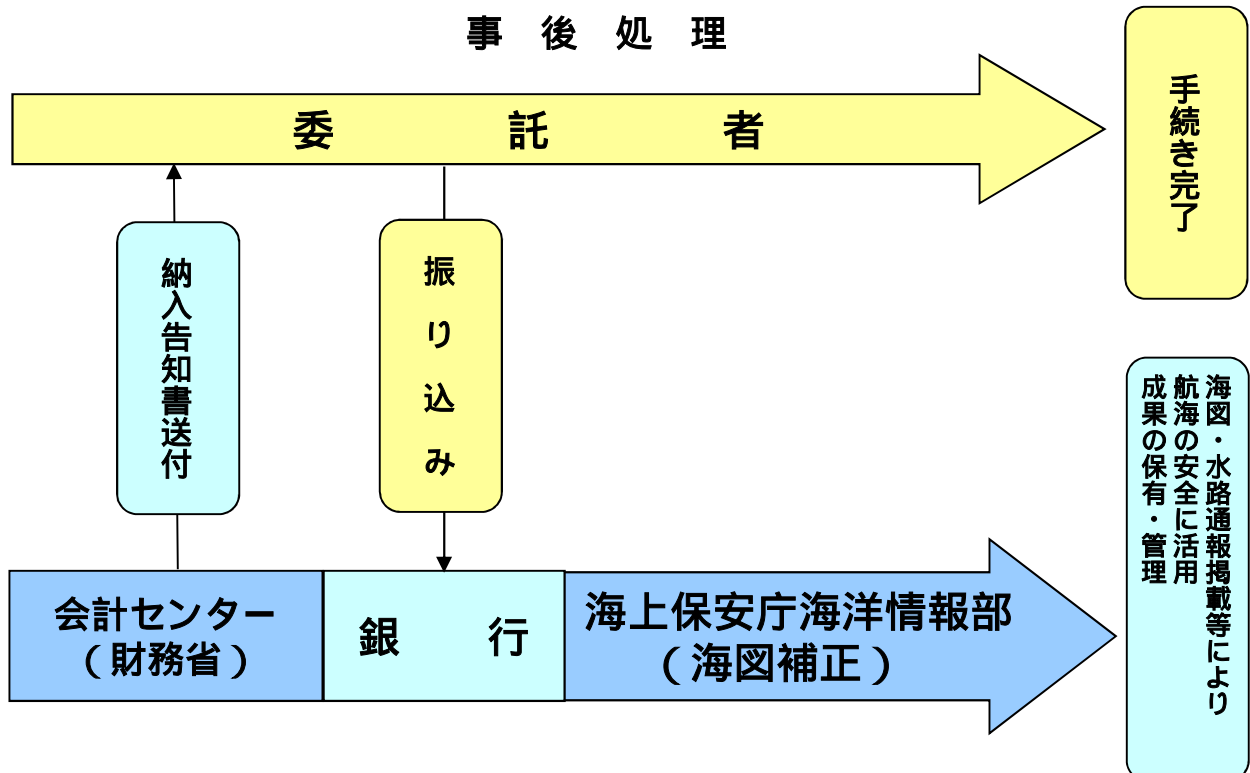 事後処理
委託者
手続き完了
納入告知書送付
振り込み
会計センター
（財務省）
銀行
海上保安庁海洋情報部
（海図補正）
海図・水路通報掲載等により
航海の安全に活用
成果の保有・管理